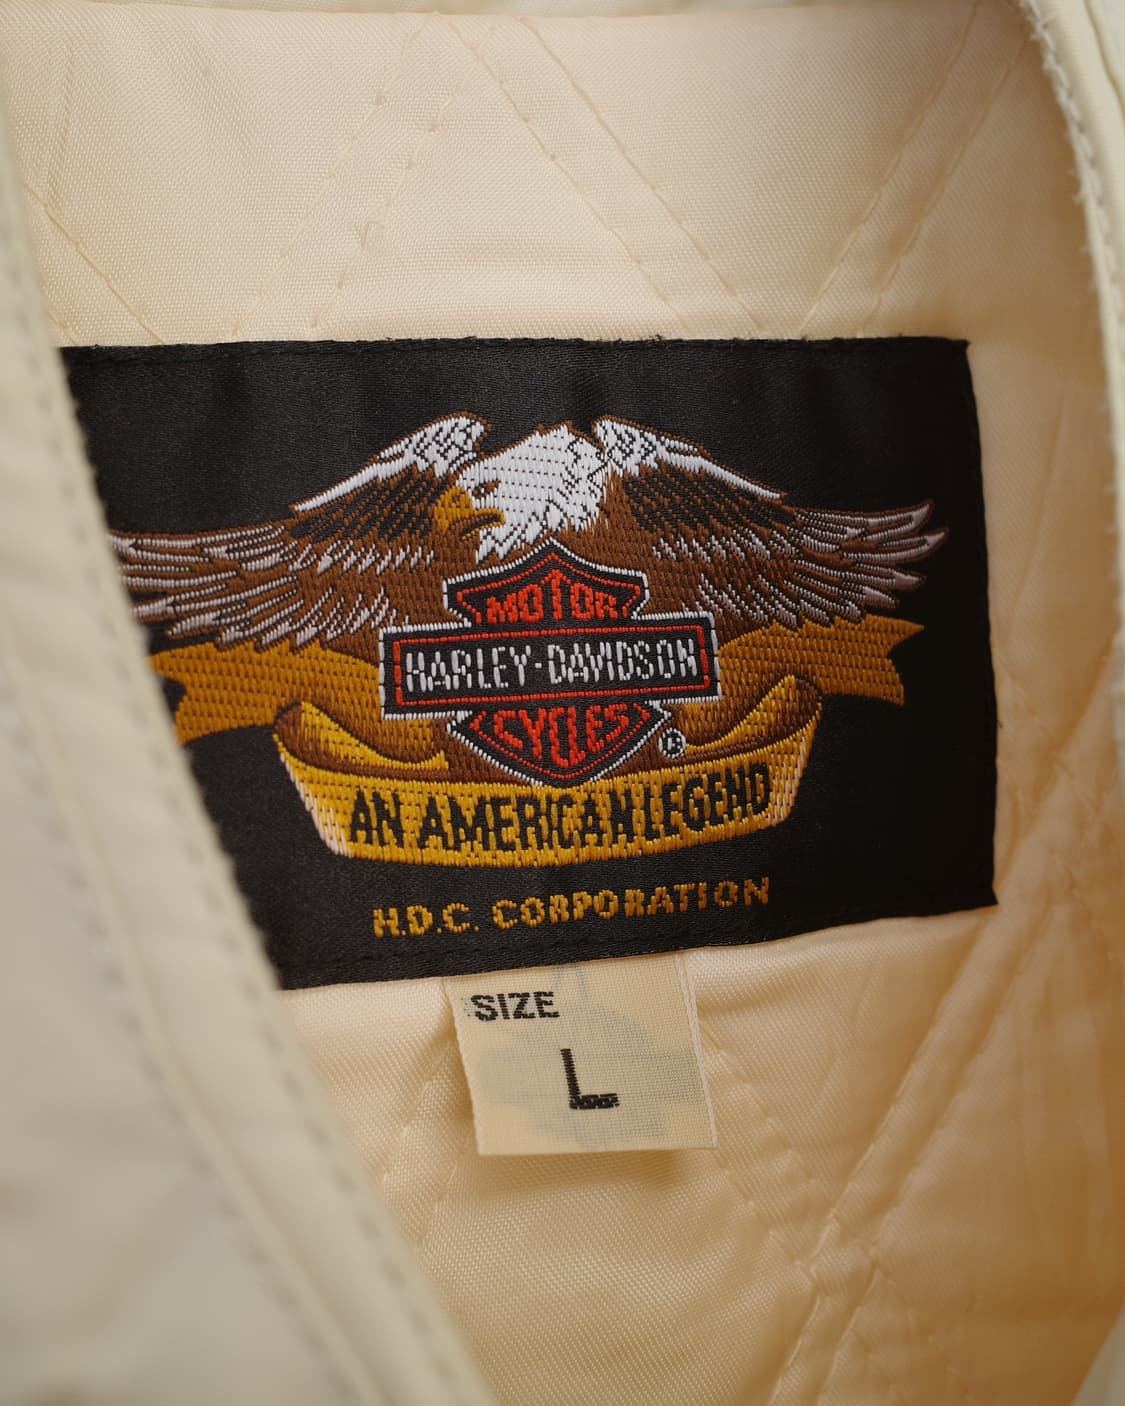 MOTOR
HARLEY-DAVIDSON
CYCLES
®
AN AMERICAN LEGEND
H.D.C. CORPORATION
SIZE
L